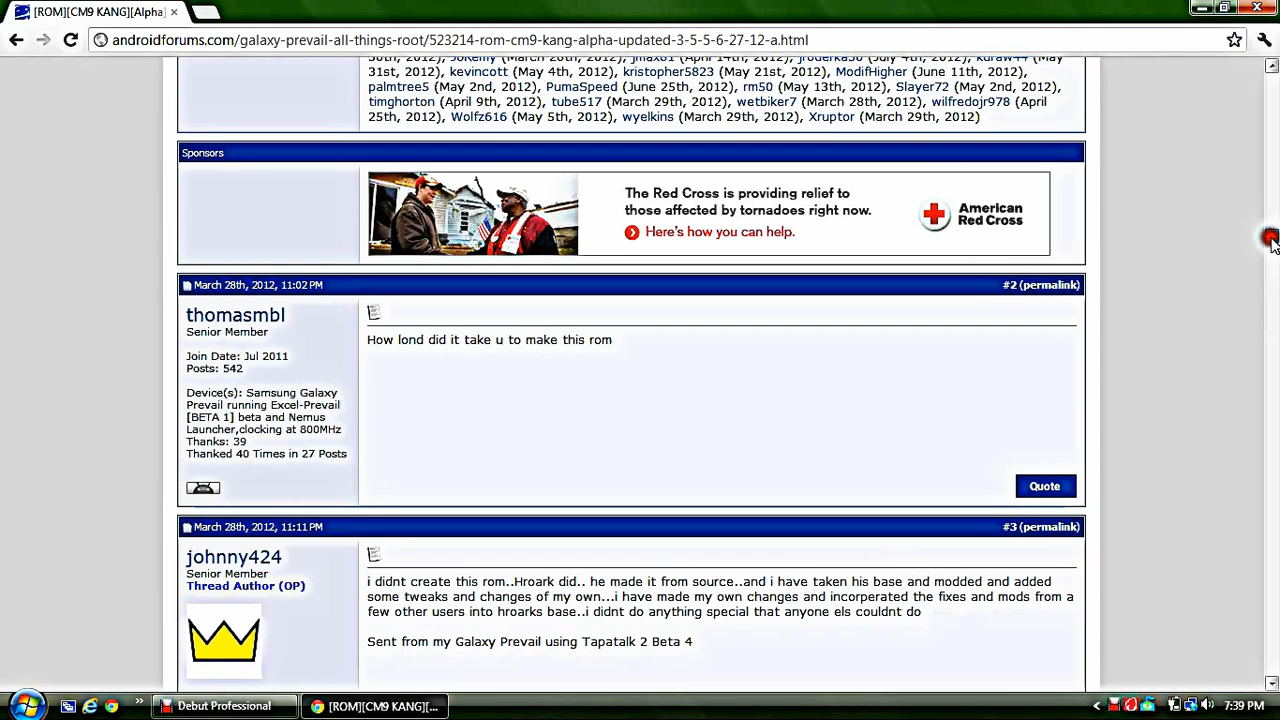 [ROM][CM9 KANG][Alpha]
androidforums.com/galaxy-prevail-all-things-root/523214-rom-cm9-kang-alpha-updated-3-5-5-6-27-12-a.html
31st, 2012), kevincott (May 4th, 2012), kristopher5823 (May 21st, 2012), ModifHigher (June 11th, 2012),
palmtree5 (May 2nd, 2012), PumaSpeed (June 25th, 2012), rm50 (May 13th, 2012), Slayer72 (May 2nd, 2012),
timghorton (April 9th, 2012), tube517 (March 29th, 2012), wetbiker7 (March 28th, 2012), wilfredojr978 (April
25th, 2012), Wolfz616 (May 5th, 2012), wyelkins (March 29th, 2012), Xruptor (March 29th, 2012)
Sponsors
The Red Cross is providing relief to
those affected by tornadoes right now.
Here's how you can help.
American
Red Cross
March 28th, 2012, 11:02 PM
#2 (permalink)
thomasmbl
Senior Member
Join Date: Jul 2011
Posts: 542
Device(s): Samsung Galaxy
Prevail running Excel-Prevail
[BETA 1] beta and Nemus
Launcher,clocking at 800MHz
Thanks: 39
Thanked 40 Times in 27 Posts
How lond did it take u to make this rom
Quote
March 28th, 2012, 11:11 PM
#3 (permalink)
johnny424
Senior Member
Thread Author (OP)
i didnt create this rom..Hroark did.. he made it from source..and i have taken his base and modded and added
some tweaks and changes of my own...i have made my own changes and incorperated the fixes and mods from a
few other users into hroarks base..i didnt do anything special that anyone els couldnt do
Sent from my Galaxy Prevail using Tapatalk 2 Beta 4
Debut Professional
[ROM][CM9 KANG][...
7:39 PM